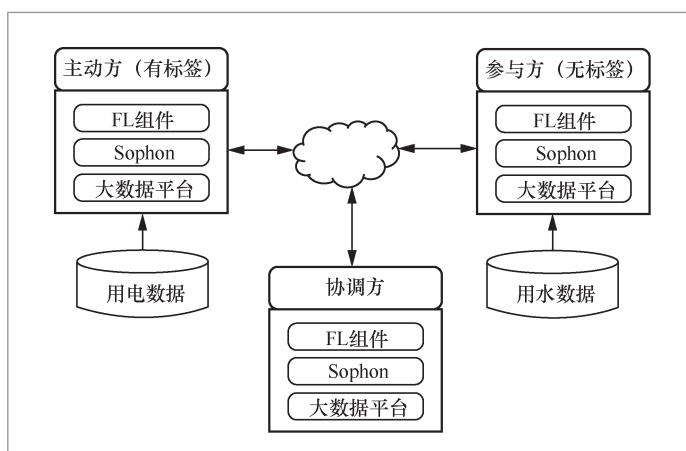 主动方（有标签）
FL组件
Sophon
大数据平台
用电数据
参与方（无标签）
FL组件
Sophon
大数据平台
用水数据
协调方
FL组件
Sophon
大数据平台